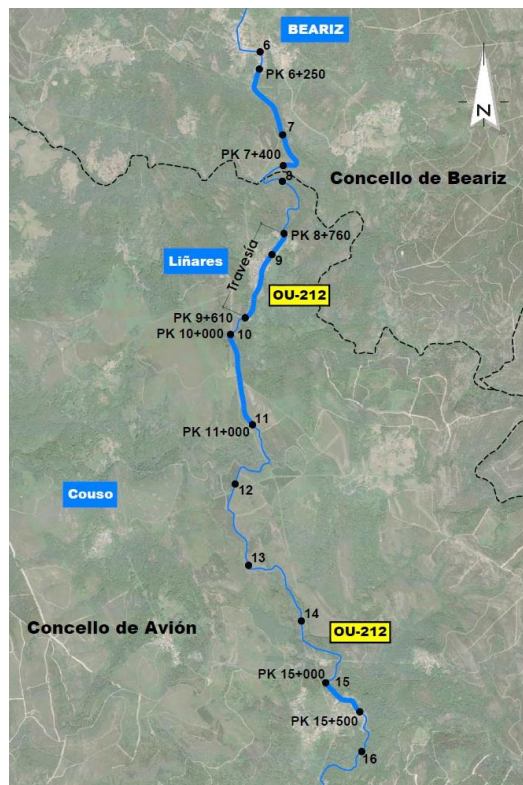 6
BEARIZ
PK 6+250
N
7
PK 7+400
8
Concello de Beariz
PK 8+760
Travesía
9
Liñares
OU-212
PK 9+610
PK 10+000
10
11
PK 11+000
12
Couso
13
14
Concello de Avión
OU-212
PK 15+000
15
PK 15+500
16